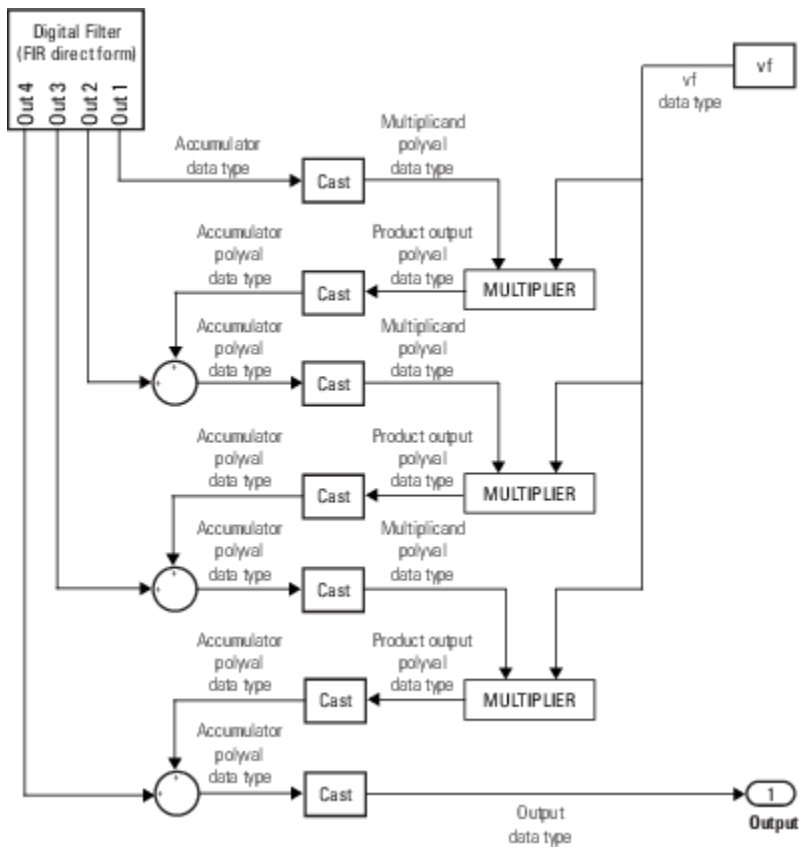 Digital Filter
(FIR direct form)
Out 4
Out 3
Out 2
Out 1
vf
vf
data type
Accumulator
data type
Cast
Multiplicand
polyval
data type
Accumulator
polyval
data type
Cast
Product output
polyval
data type
MULTIPLIER
Accumulator
polyval
data type
Cast
Multiplicand
polyval
data type
+
+
Accumulator
polyval
data type
Cast
Product output
polyval
data type
MULTIPLIER
Accumulator
polyval
data type
Cast
Multiplicand
polyval
data type
+
+
Accumulator
polyval
data type
Cast
Product output
polyval
data type
MULTIPLIER
Accumulator
polyval
data type
Cast
+
+
Output
data type
1
Output